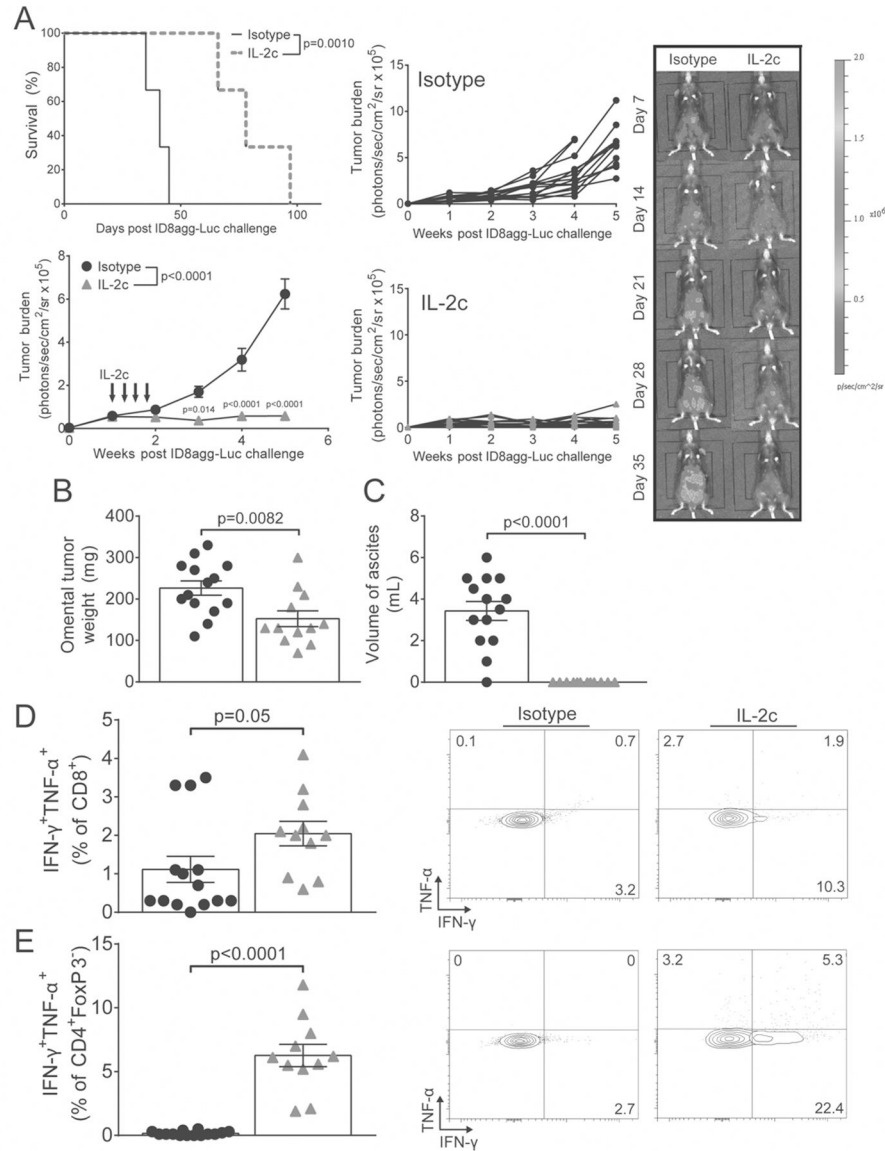 A
Survival (%)
100
80
60
40
20
0
0 50 100
Days post ID8agg-Luc challenge
Isotype
IL-2c
p=0.0010
Tumor burden
(photons/sec/cm²/sr x10⁵)
15
10
5
0
Isotype
0 1 2 3 4 5
Weeks post ID8agg-Luc challenge
Isotype IL-2c
Day 7
Day 14
Day 21
Day 28
Day 35
2.0
1.5
1.0
x10⁶
0.5
p/sec/cm^2/sr
Tumor burden
(photons/sec/cm²/sr x10⁵)
8
6
4
2
0
Isotype
IL-2c
p<0.0001
IL-2c
p=0.014
p<0.0001
p<0.0001
0 2 4 6
Weeks post ID8agg-Luc challenge
Tumor burden
(photons/sec/cm²/sr x10⁵)
15
10
5
0
IL-2c
0 1 2 3 4 5
Weeks post ID8agg-Luc challenge
B
Omental tumor
weight (mg)
400
300
200
100
0
p=0.0082
C
Volume of ascites
(mL)
8
6
4
2
0
p<0.0001
D
IFN-γ⁺TNF-α⁺
(% of CD8⁺)
5
4
3
2
1
0
p=0.05
Isotype
0.1 0.7
3.2
IL-2c
2.7 1.9
10.3
TNF-α
IFN-γ
E
IFN-γ⁺TNF-α⁺
(% of CD4⁺FoxP3⁻)
15
10
5
0
p<0.0001
0 0
2.7
3.2 5.3
22.4
TNF-α
IFN-γ